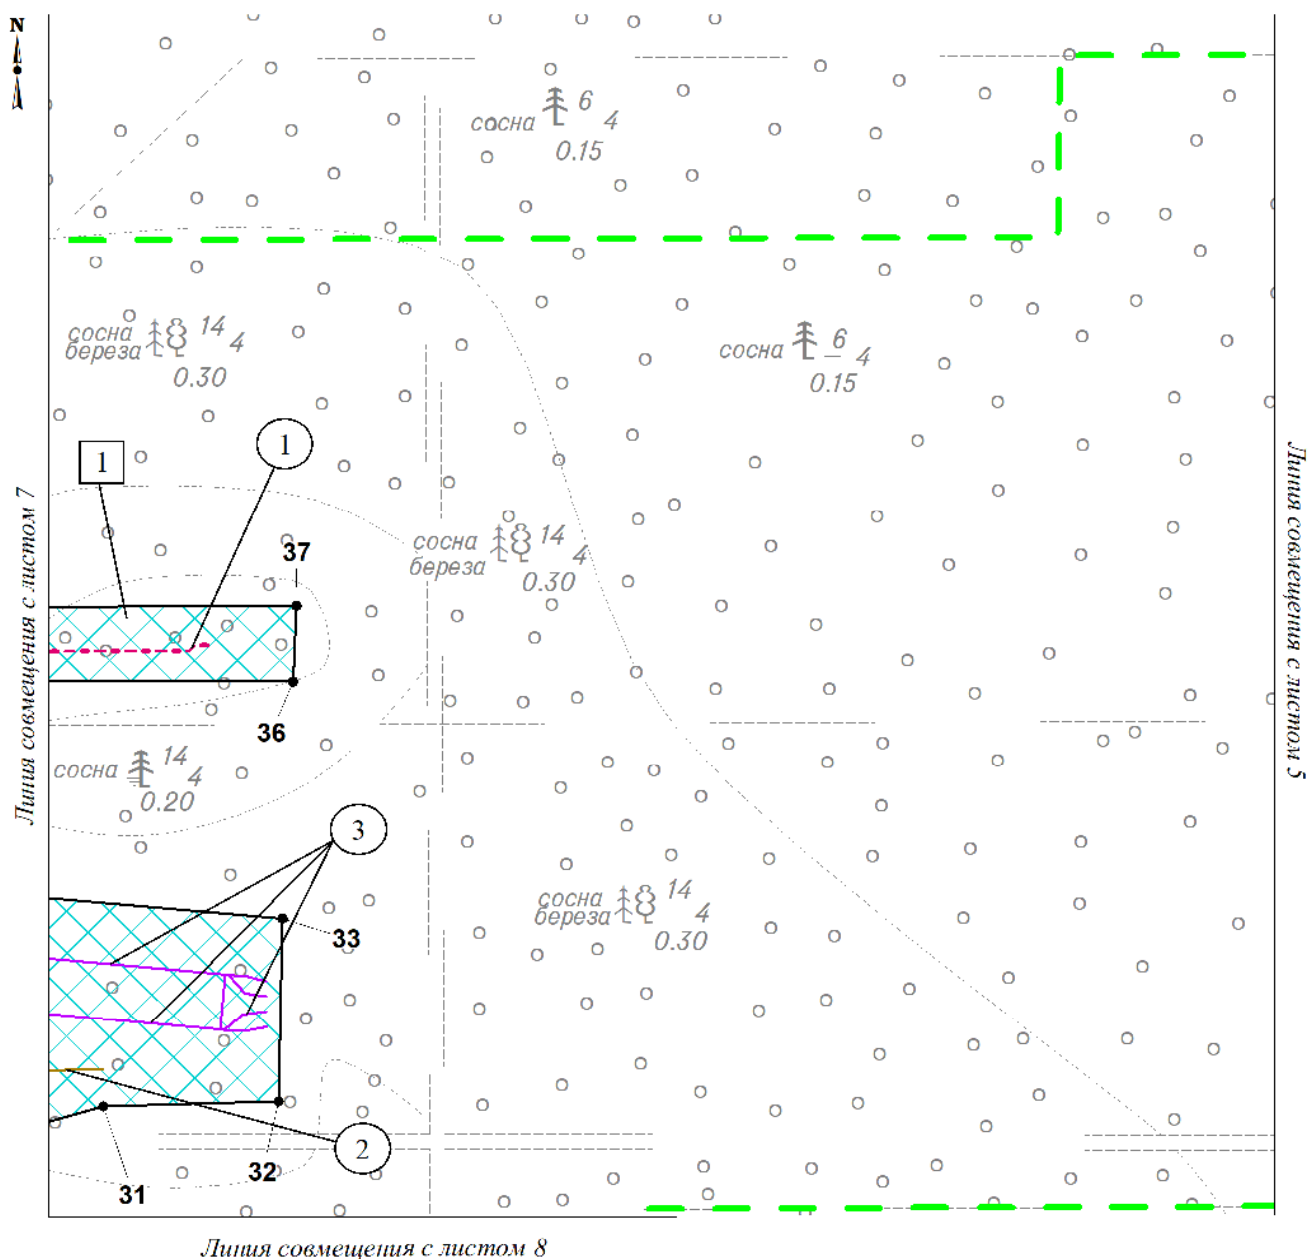 N
сосна 6 4
0.15
сосна
береза 14 4
0.30
сосна 6 4
0.15
1
1
Линия совмещения с листом 7
Линия совмещения с листом 5
сосна
береза 14 4
0.30
37
36
сосна 14 4
0.20
3
сосна
береза 14 4
0.30
33
2
32
31
Линия совмещения с листом 8